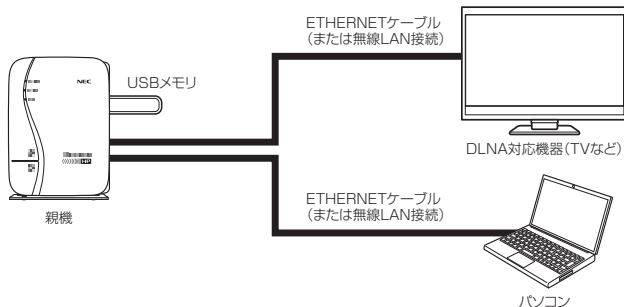 ETHERNETケーブル
(または無線LAN接続)
NEC
USBメモリ
DLNA対応機器(TVなど)
親機
ETHERNETケーブル
(または無線LAN接続)
パソコン